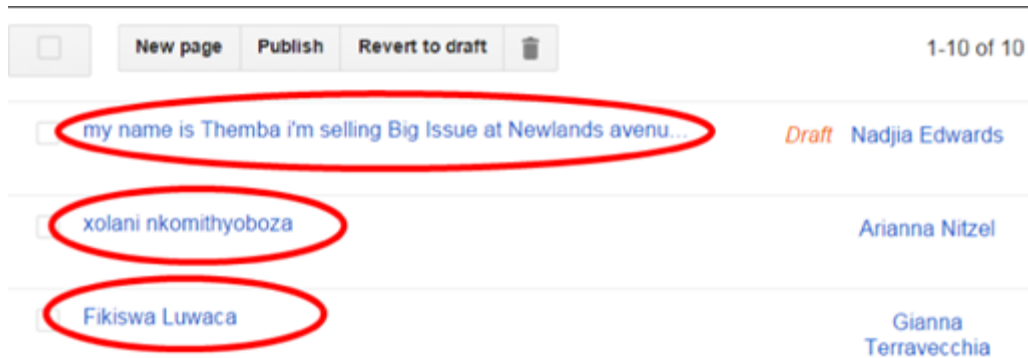 New page Publish Revert to draft 1-10 of 10
my name is Themba i'm selling Big Issue at Newlands avenu... Draft Nadjia Edwards
xolani nkomithyoboza Arianna Nitzel
Fikiswa Luwaca Gianna
Terravecchia